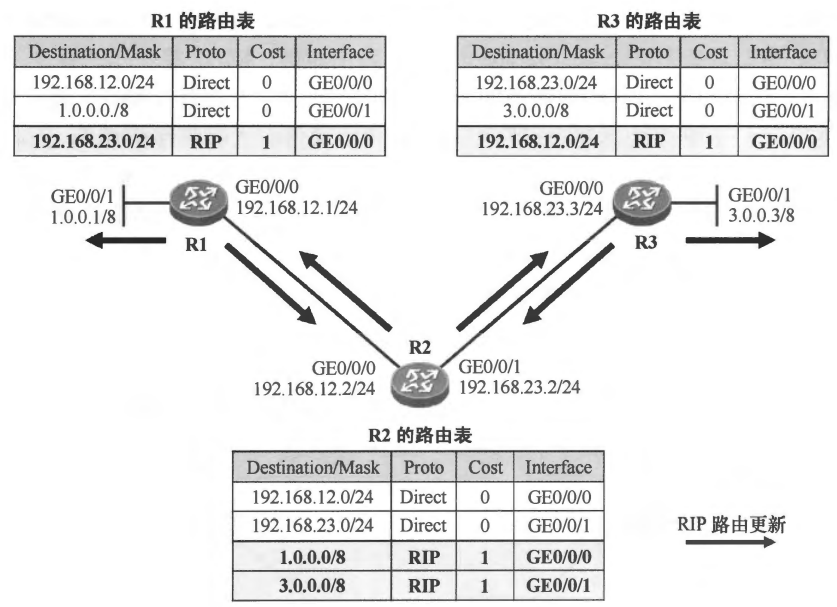 R1 的路由表
Destination/Mask Proto Cost Interface
192.168.12.0/24 Direct 0 GE0/0/0
1.0.0.0/8 Direct 0 GE0/0/1
192.168.23.0/24 RIP 1 GE0/0/0
R3 的路由表
Destination/Mask Proto Cost Interface
192.168.23.0/24 Direct 0 GE0/0/0
3.0.0.0/8 Direct 0 GE0/0/1
192.168.12.0/24 RIP 1 GE0/0/0
GE0/0/1
1.0.0.1/8
GE0/0/0
192.168.12.1/24
R1
GE0/0/0
192.168.23.3/24
GE0/0/1
3.0.0.3/8
R3
R2
GE0/0/0
192.168.12.2/24
GE0/0/1
192.168.23.2/24
R2 的路由表
Destination/Mask Proto Cost Interface
192.168.12.0/24 Direct 0 GE0/0/0
192.168.23.0/24 Direct 0 GE0/0/1
1.0.0.0/8 RIP 1 GE0/0/0
3.0.0.0/8 RIP 1 GE0/0/1
RIP 路由更新